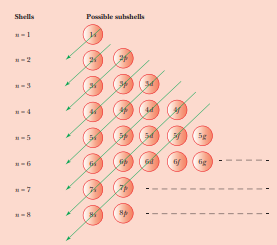 Shells Possible subshells
n = 1 1s
n = 2 2s 2p
n = 3 3s 3p 3d
n = 4 4s 4p 4d 4f
n = 5 5s 5p 5d 5f 5g
n = 6 6s 6p 6d 6f 6g
n = 7 7s 7p
n = 8 8s 8p